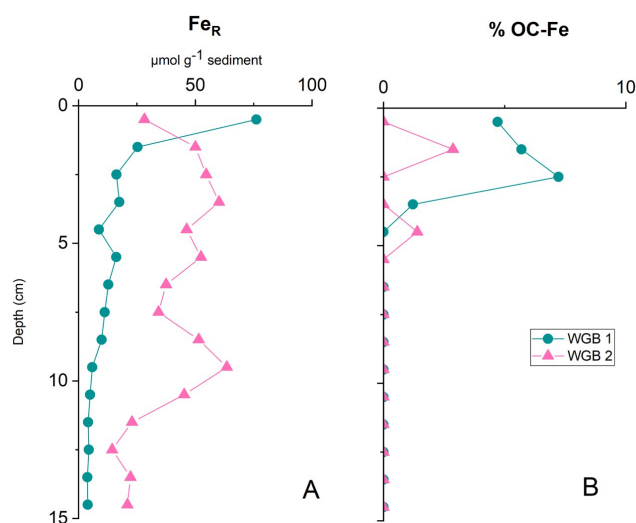 Fe_R
µmol g⁻¹ sediment
0 50 100
0
5
10
15
Depth (cm)
A
% OC-Fe
0 10
WGB 1
WGB 2
B